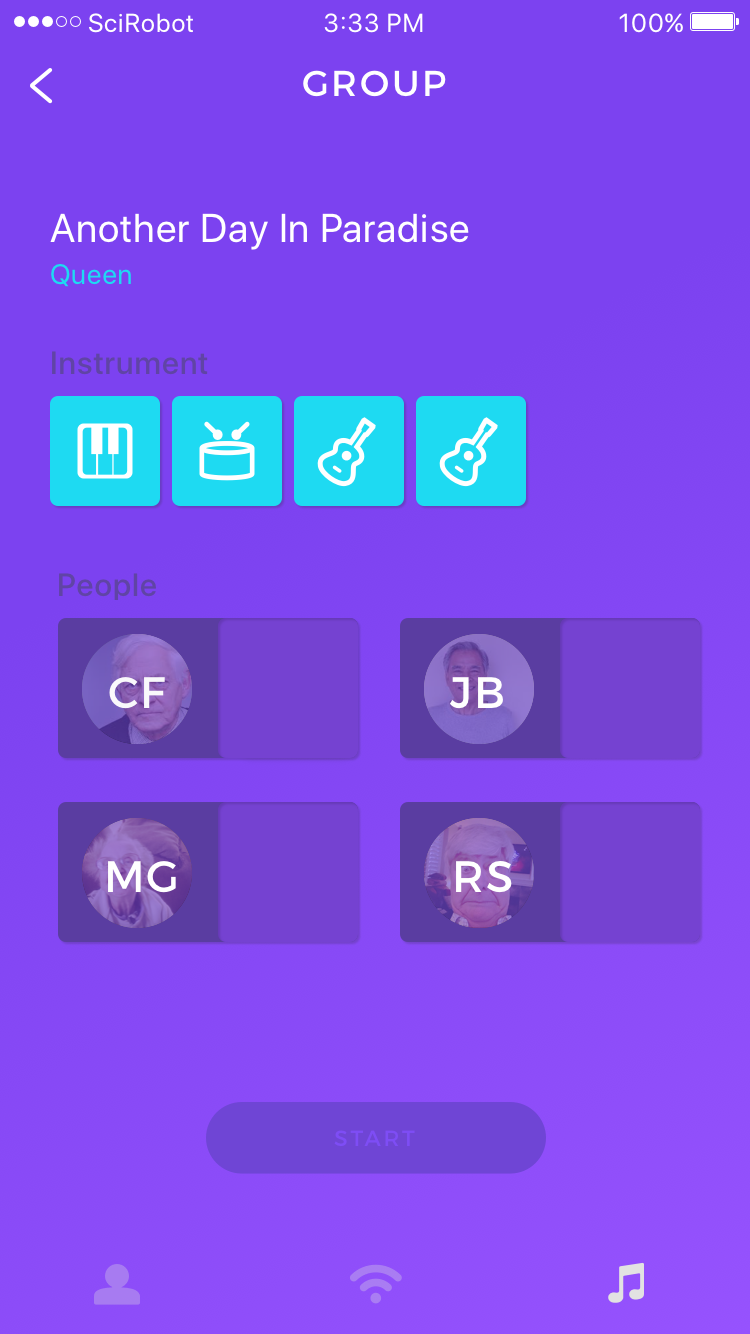 SciRobot 3:33 PM 100%
GROUP
Another Day In Paradise
Queen
Instrument
People
CF JB
MG RS
START